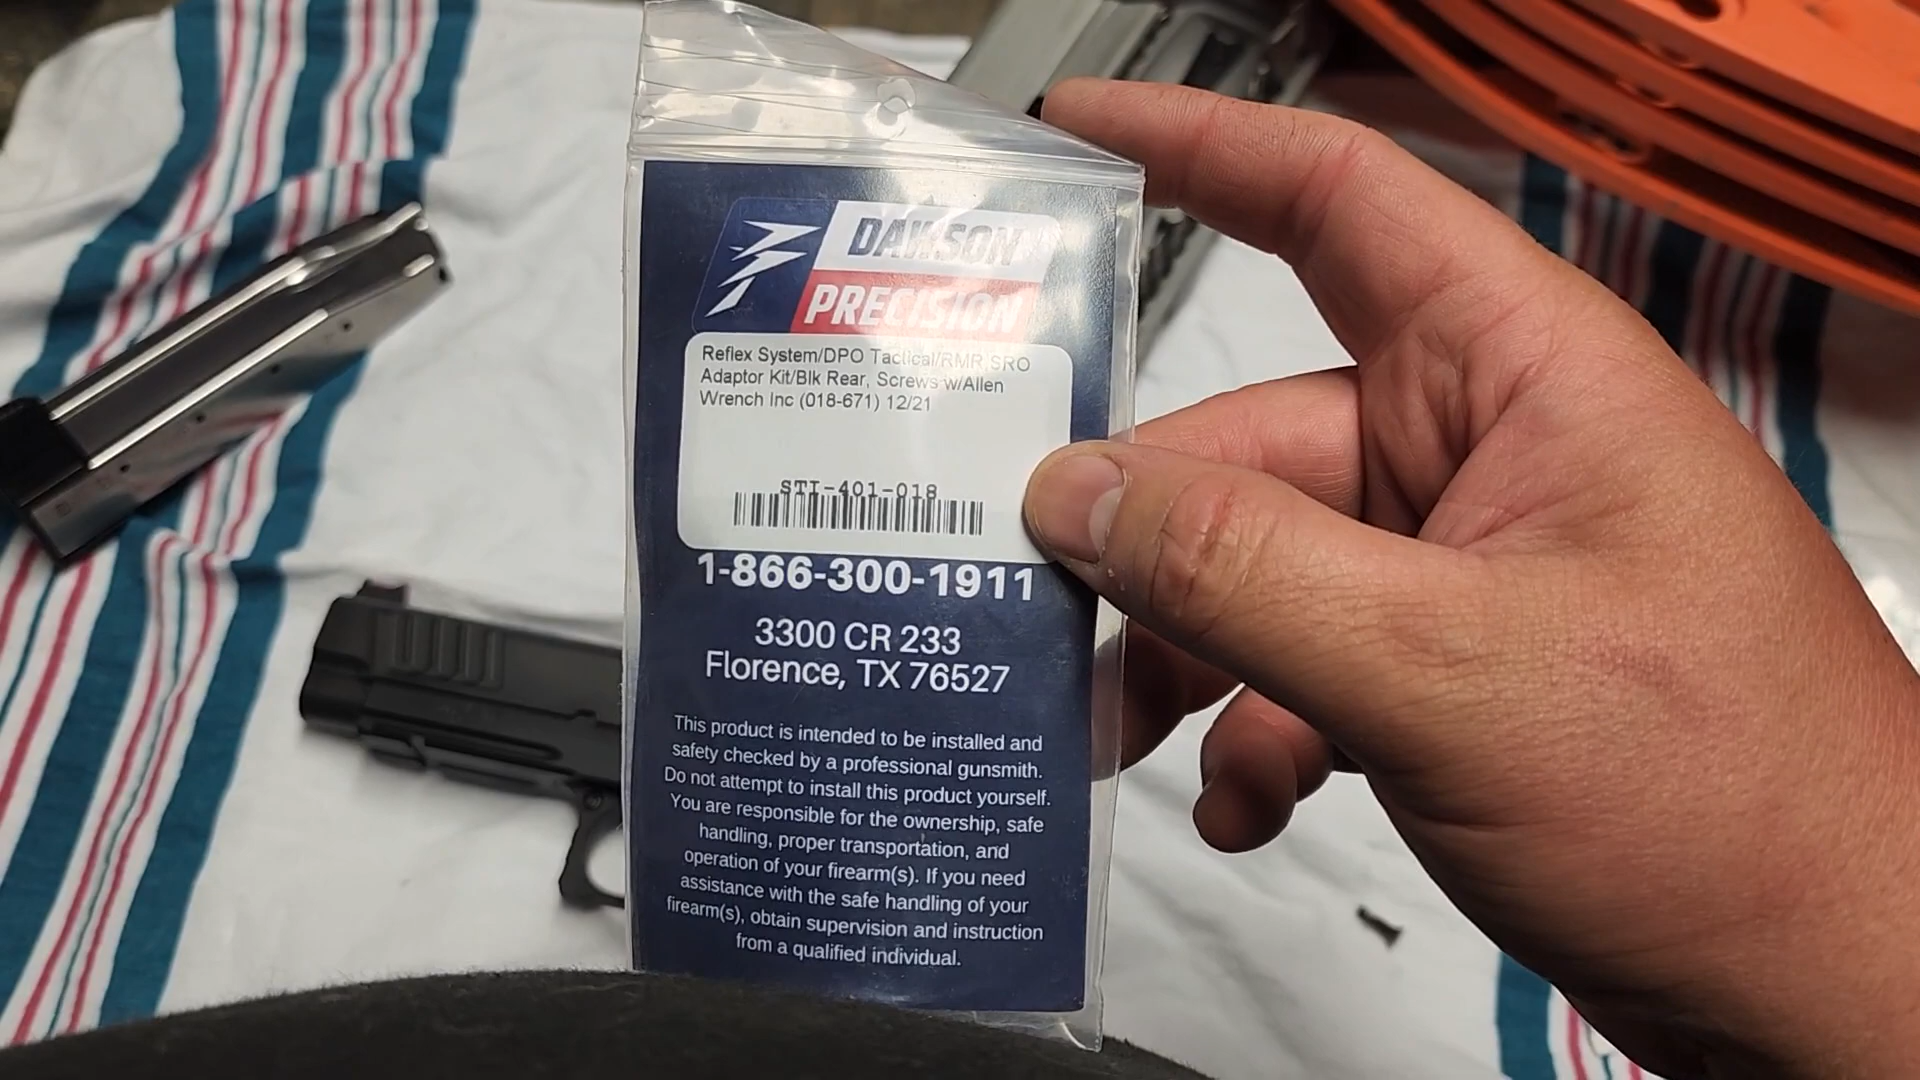 DAWSON
PRECISION
Reflex System/DPO Tactical/RMR,SRO
Adaptor Kit/Blk Rear, Screws w/Allen
Wrench Inc (018-671) 12/21
STI-401-018
1-866-300-1911
3300 CR 233
Florence, TX 76527
This product is intended to be installed and
safety checked by a professional gunsmith.
Do not attempt to install this product yourself.
You are responsible for the ownership, safe
handling, proper transportation, and
operation of your firearm(s). If you need
assistance with the safe handling of your
firearm(s), obtain supervision and instruction
from a qualified individual.